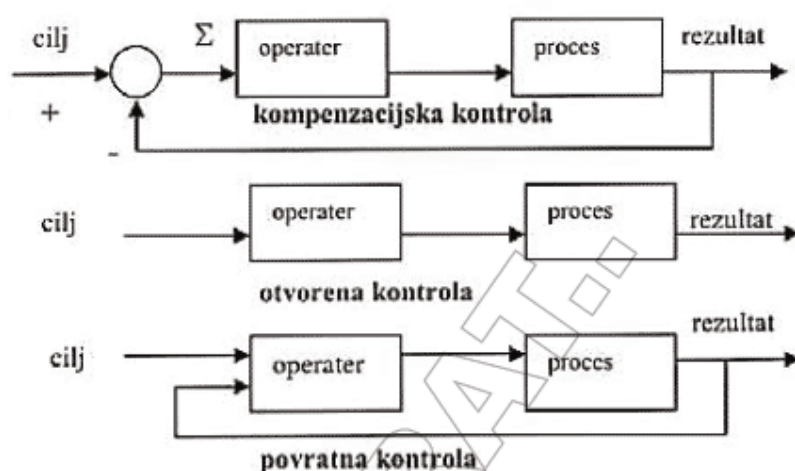 cilj Σ operater proces rezultat
+
kompenzacijska kontrola
-
cilj operater proces rezultat
otvorena kontrola
cilj operater proces rezultat
povratna kontrola